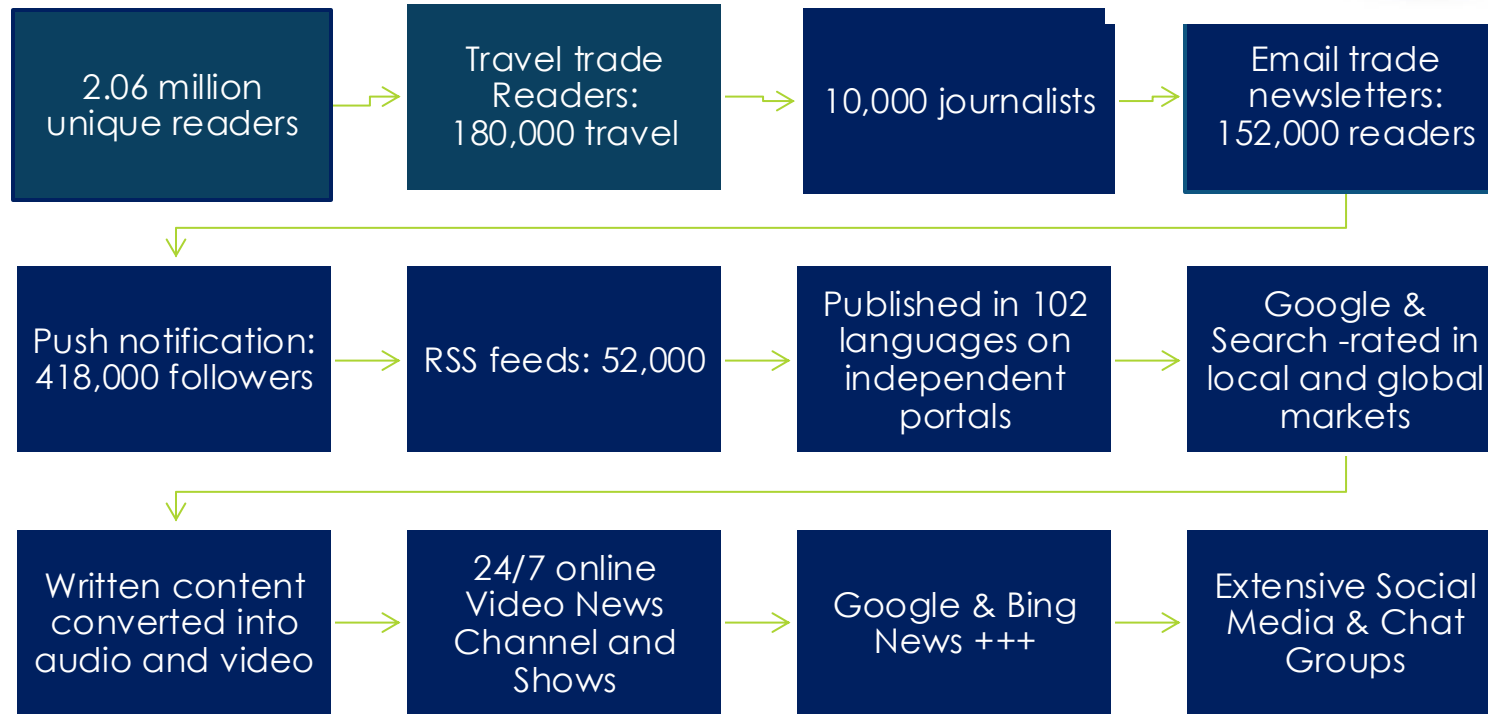 2.06 million
unique readers
Travel trade
Readers:
180,000 travel
10,000 journalists
Email trade
newsletters:
152,000 readers
Push notification:
418,000 followers
RSS feeds: 52,000
Published in 102
languages on
independent
portals
Google &
Search -rated in
local and global
markets
Written content
converted into
audio and video
24/7 online
Video News
Channel and
Shows
Google & Bing
News +++
Extensive Social
Media & Chat
Groups